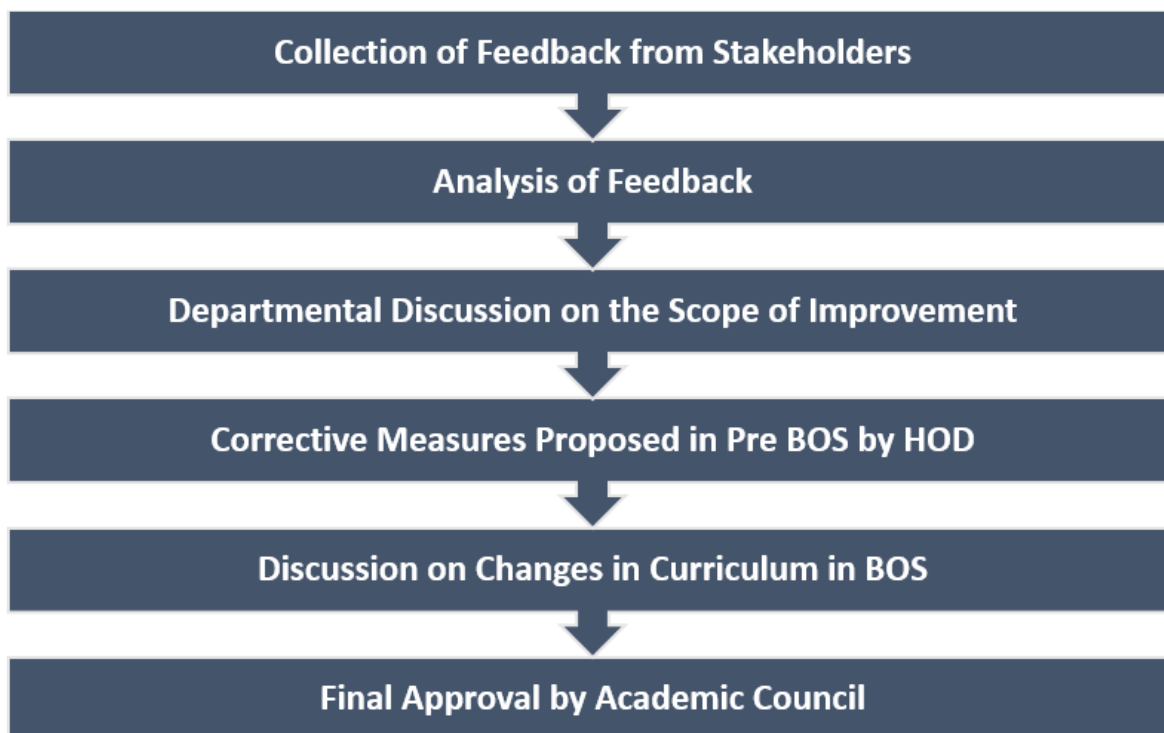 Collection of Feedback from Stakeholders
Analysis of Feedback
Departmental Discussion on the Scope of Improvement
Corrective Measures Proposed in Pre BOS by HOD
Discussion on Changes in Curriculum in BOS
Final Approval by Academic Council